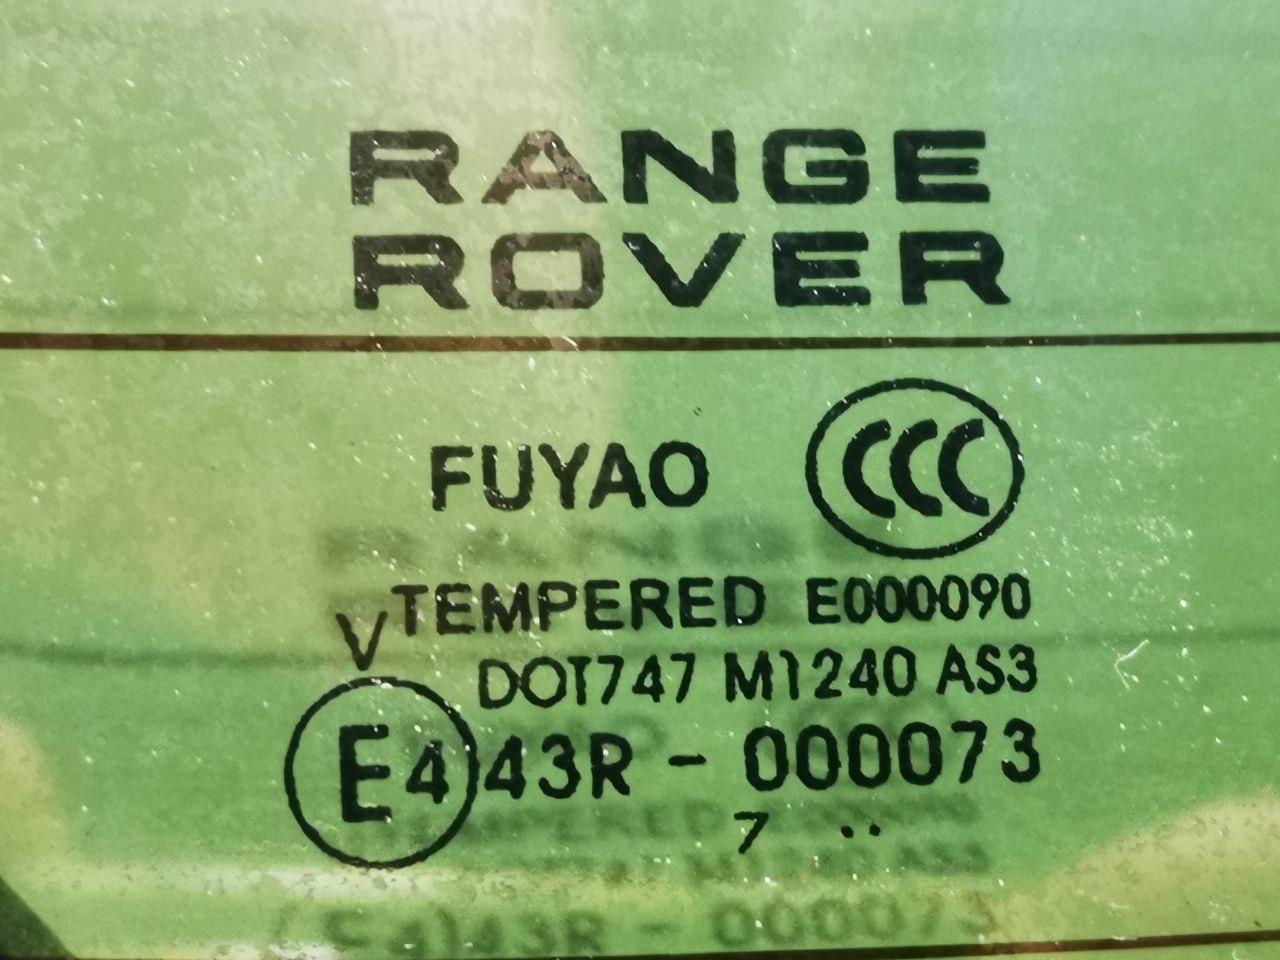 RANGE
ROVER
FUYAO CCC
TEMPERED E000090
V
DOT747 M1240 AS3
E4 43R - 000073
7 ..